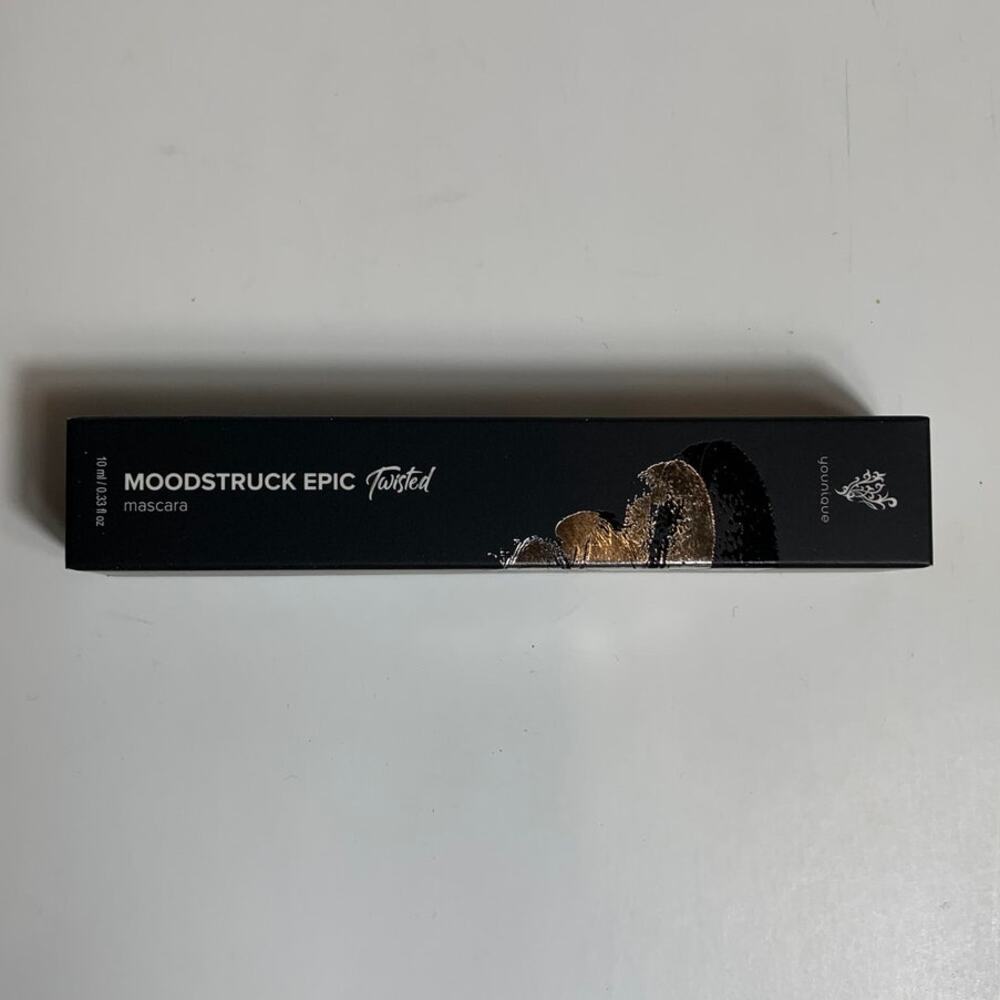 MOODSTRUCK EPIC Twisted
mascara
10 ml / 0.33 fl oz
younique